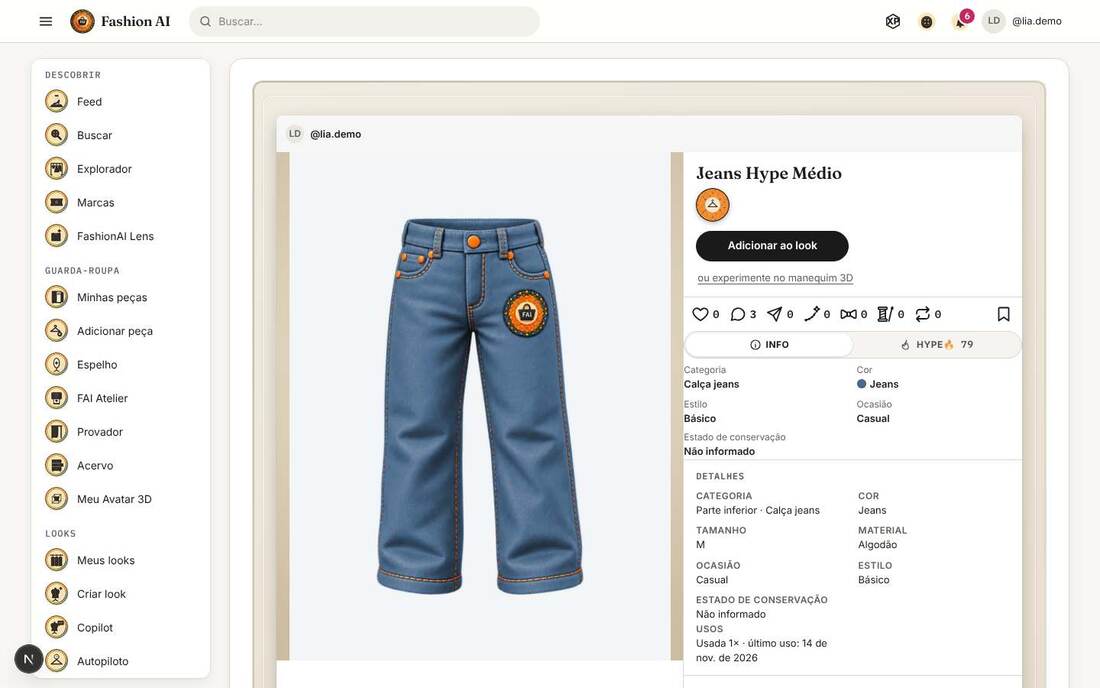 Fashion AI
Buscar...
XP
6
LD
@lia.demo
DESCOBRIR
Feed
Buscar
Explorador
Marcas
FashionAI Lens
GUARDA-ROUPA
Minhas peças
Adicionar peça
Espelho
FAI Atelier
Provador
Acervo
Meu Avatar 3D
LOOKS
Meus looks
Criar look
Copilot
Autopiloto
N
LD @lia.demo
FAI
Jeans Hype Médio
Adicionar ao look
ou experimente no manequim 3D
0 3 0 0 0 0 0
INFO HYPE🔥 79
Categoria Cor
Calça jeans Jeans
Estilo Ocasião
Básico Casual
Estado de conservação
Não informado
DETALHES
CATEGORIA COR
Parte inferior · Calça jeans Jeans
TAMANHO MATERIAL
M Algodão
OCASIÃO ESTILO
Casual Básico
ESTADO DE CONSERVAÇÃO
Não informado
USOS
Usada 1× · último uso: 14 de
nov. de 2026